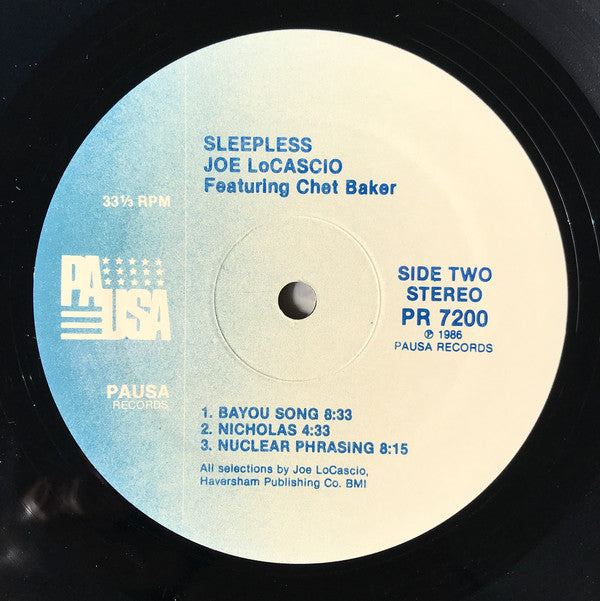 SLEEPLESS
JOE LoCASCIO
Featuring Chet Baker
33⅓ RPM
PAUSA
SIDE TWO
STEREO
PR 7200
℗ 1986
PAUSA RECORDS
PAUSA
RECORDS
1. BAYOU SONG 8:33
2. NICHOLAS 4:33
3. NUCLEAR PHRASING 8:15
All selections by Joe LoCascio,
Haversham Publishing Co. BMI